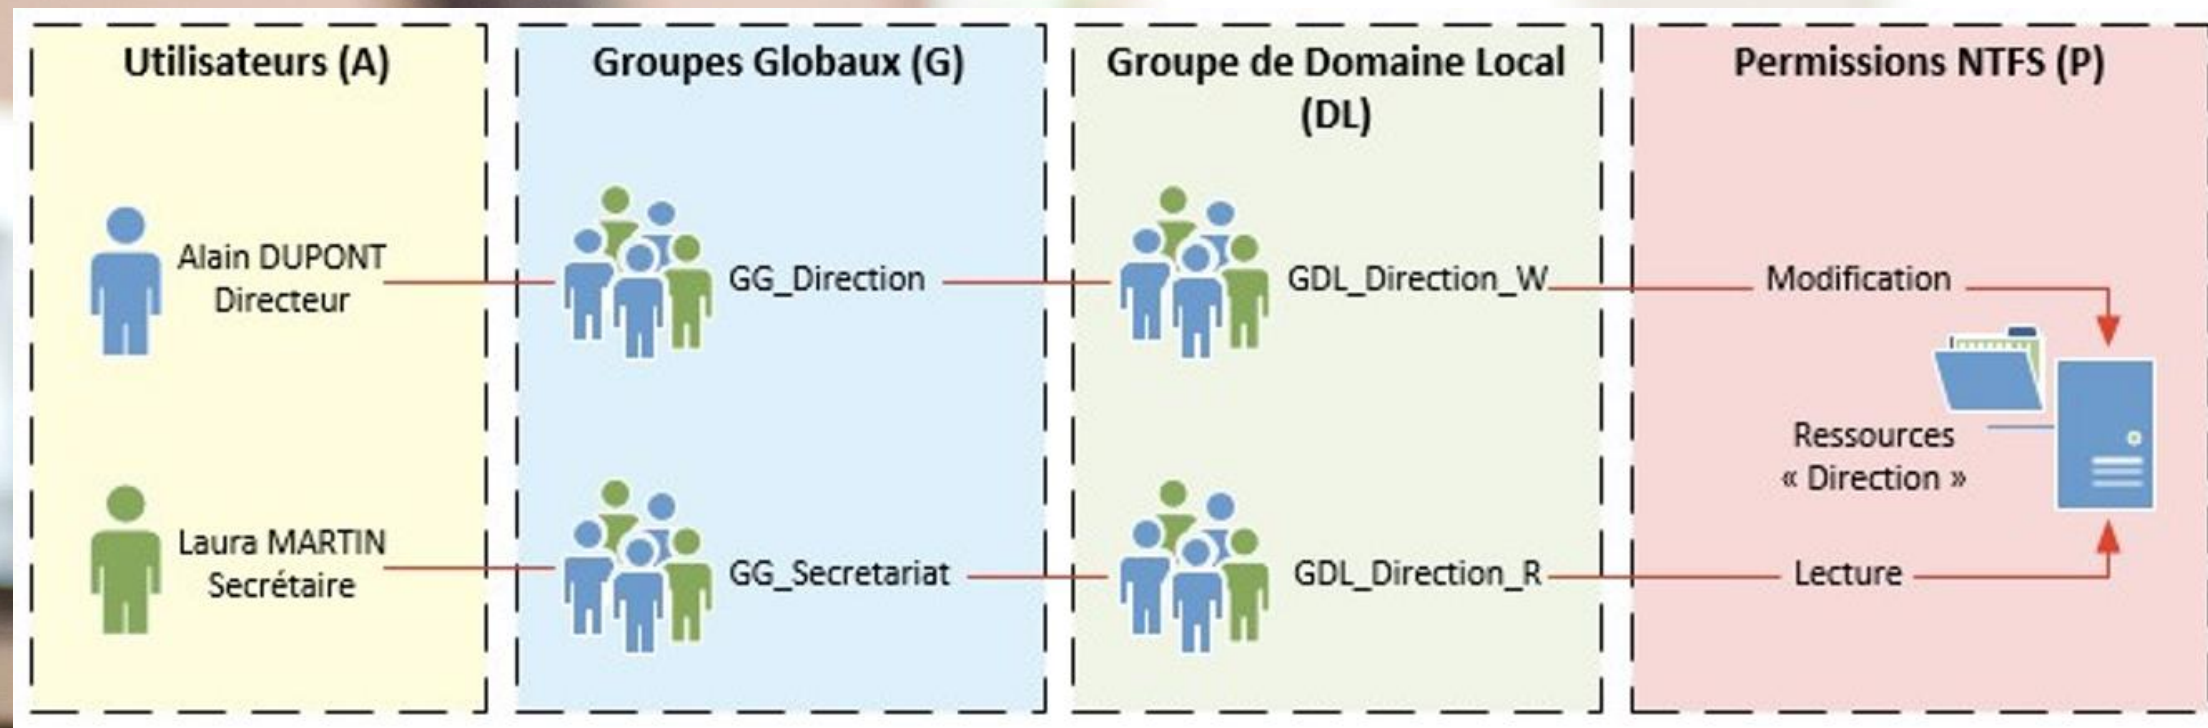 Utilisateurs (A)
Groupes Globaux (G)
Groupe de Domaine Local
(DL)
Permissions NTFS (P)
Alain DUPONT
Directeur
GG_Direction
GDL_Direction_W
Modification
Ressources
« Direction »
Laura MARTIN
Secrétaire
GG_Secretariat
GDL_Direction_R
Lecture